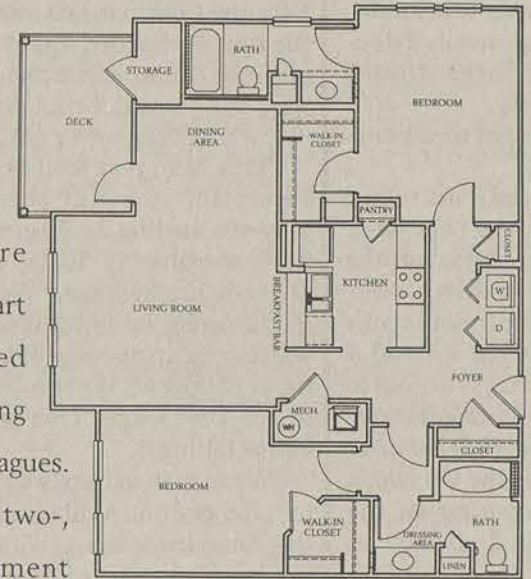 BATH
STORAGE
BEDROOM
DECK
DINING
AREA
WALK-IN
CLOSET
PANTRY
CLOSET
re
KITCHEN
W
art
LIVING ROOM
BREAKFAST BAR
D
ed
FOYER
ng
MECH.
WH
CLOSET
agues.
BEDROOM
two-,
WALK-IN
CLOSET
DRESSING
AREA
BATH
LINEN
ment